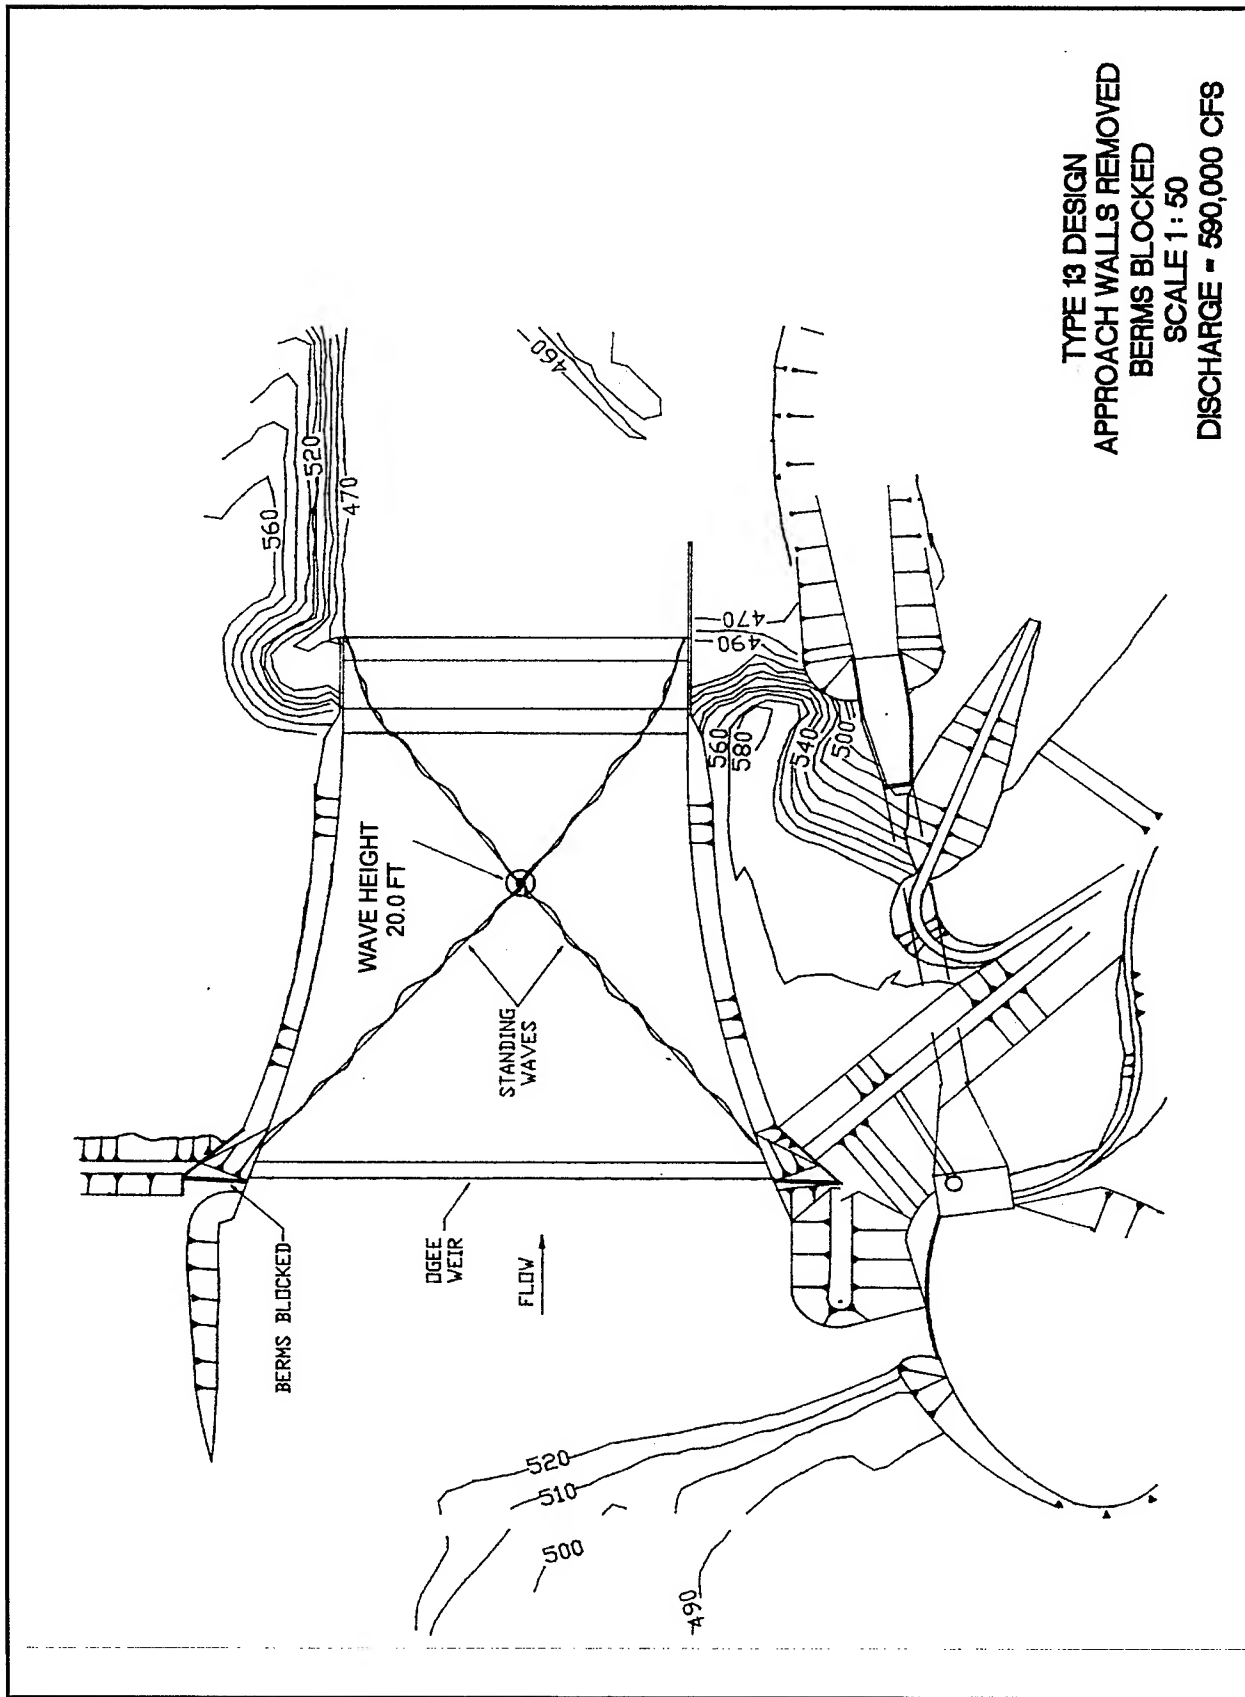 TYPE 13 DESIGN
APPROACH WALLS REMOVED
BERMS BLOCKED
SCALE 1 : 50
DISCHARGE = 590,000 CFS
560
520
470
460
WAVE HEIGHT
20.0 FT
STANDING
WAVES
470
490
560
580
540
500
BERMS BLOCKED
OGEE
WEIR
FLOW
520
510
500
490